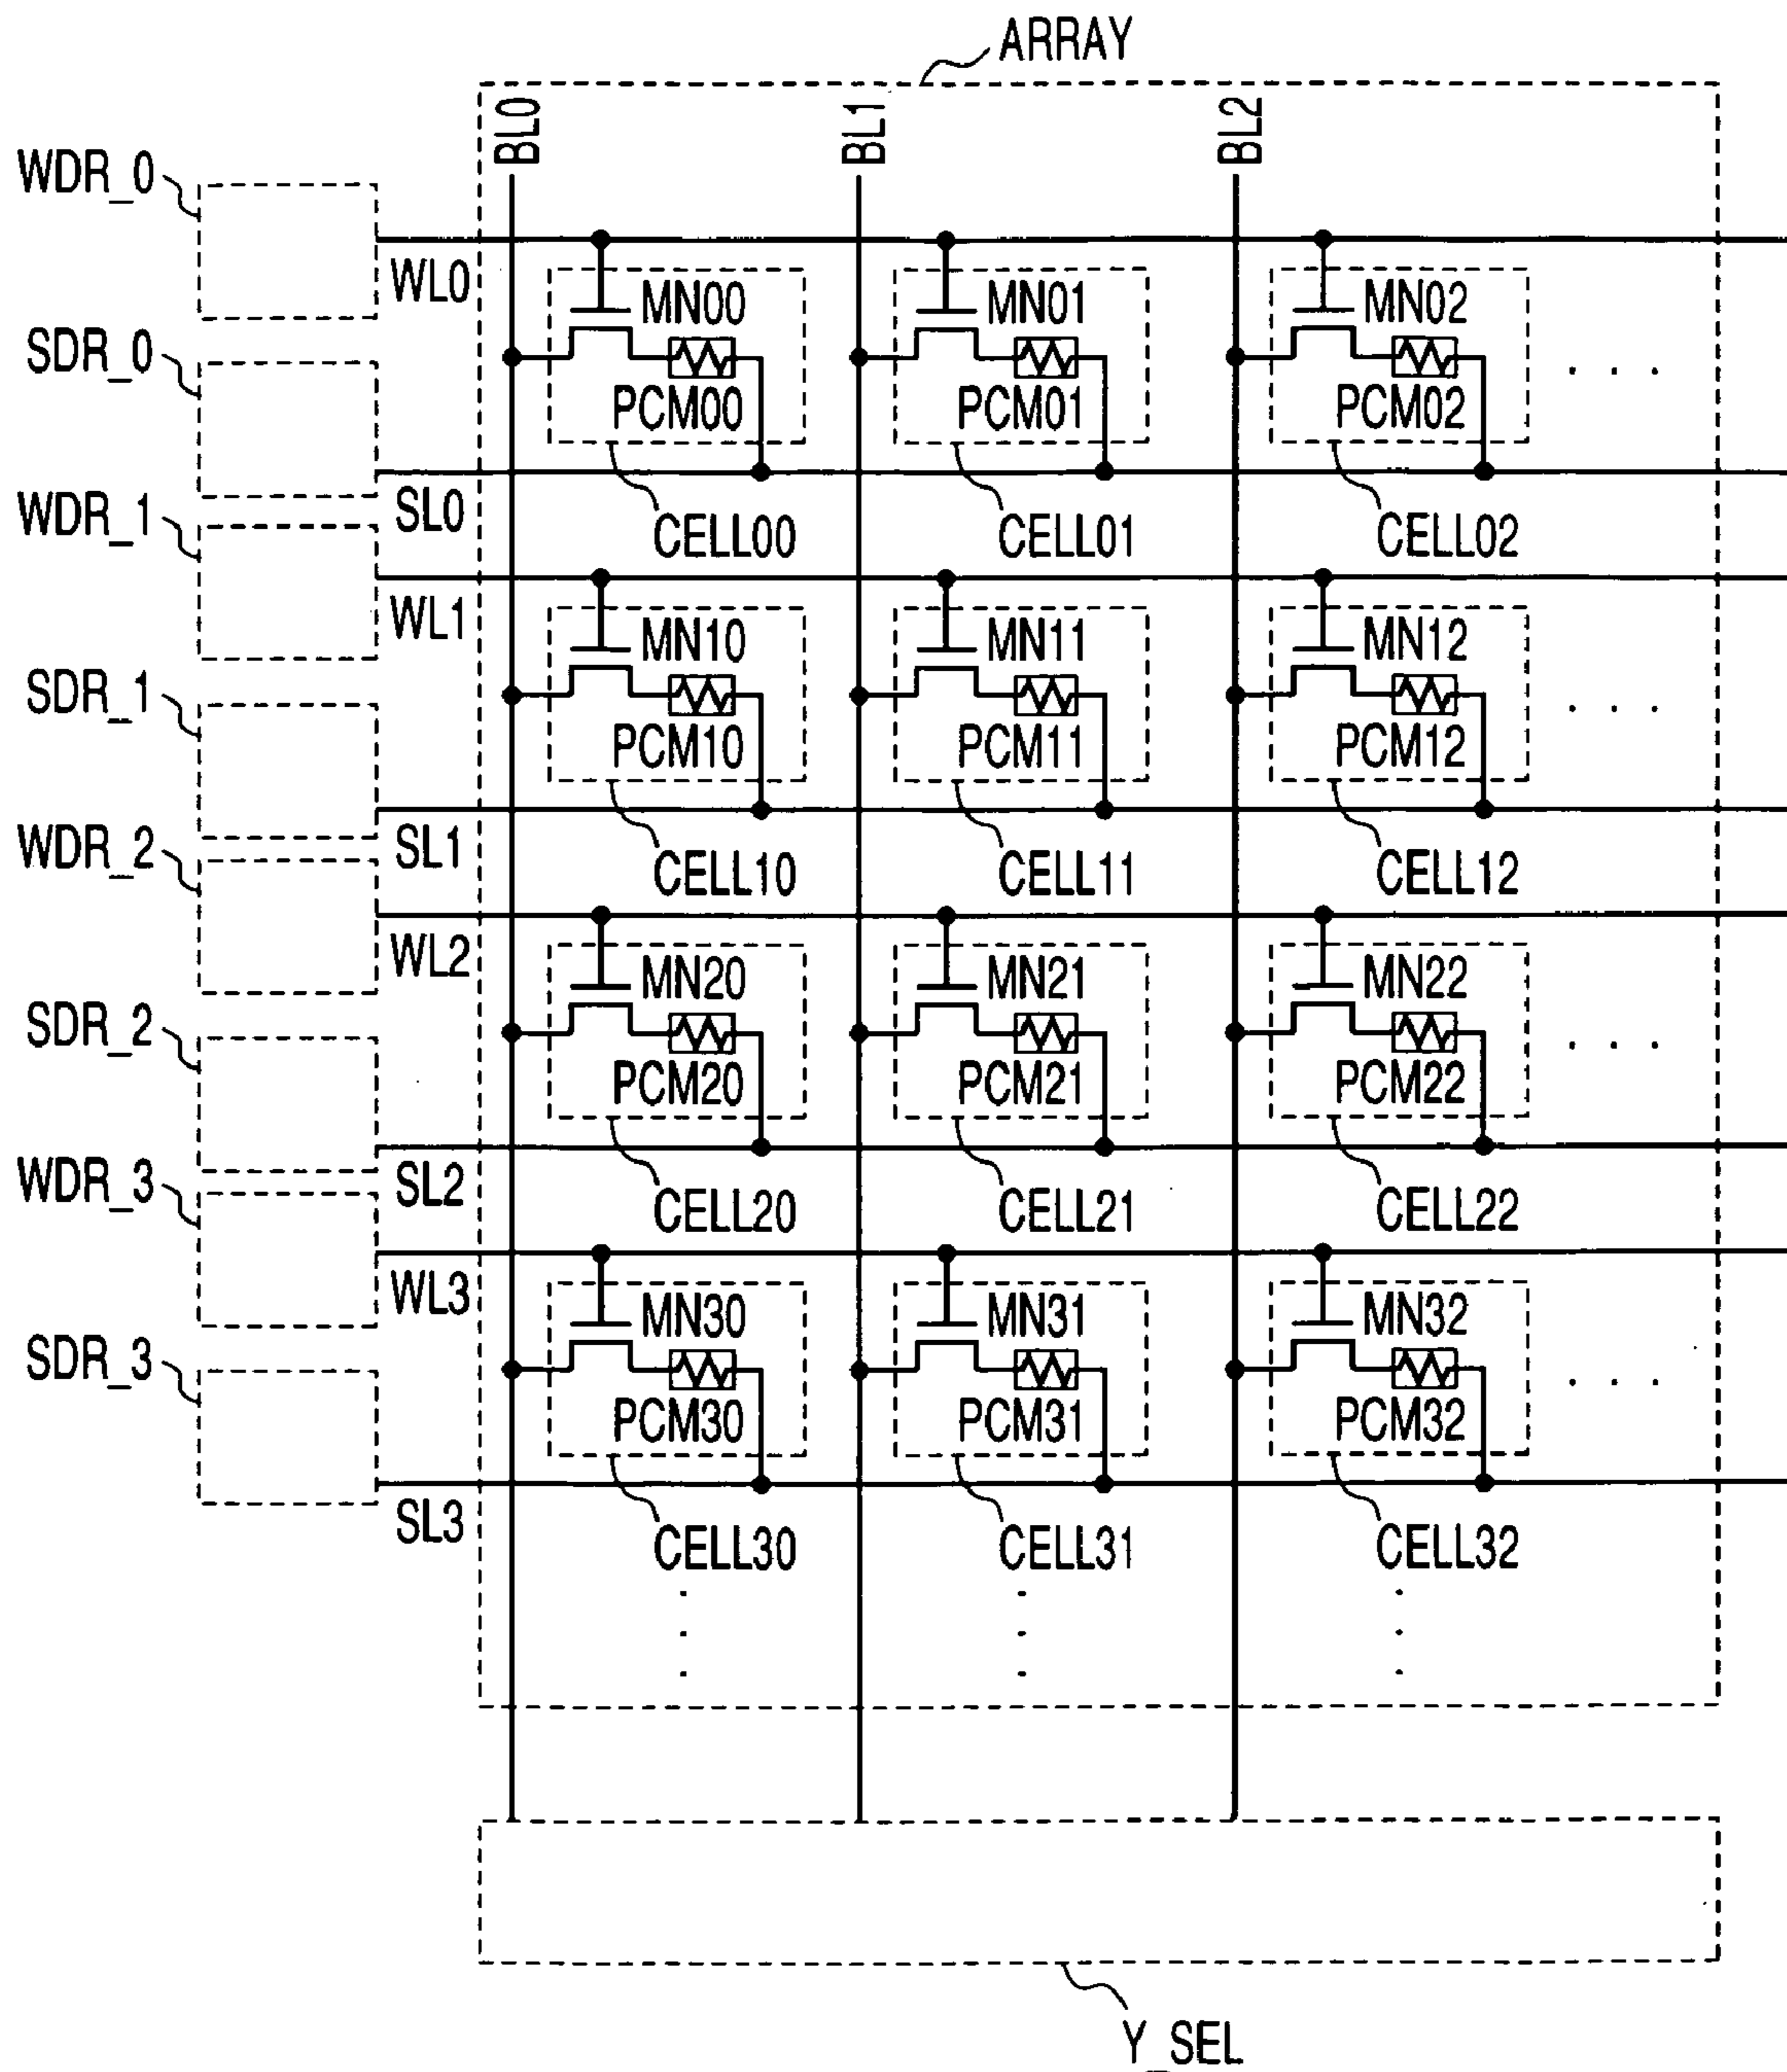 ARRAY
BL0 BL1 BL2
WDR_0
WL0 MN00 MN01 MN02
SDR_0
PCM00 PCM01 PCM02 . . .
SL0
WDR_1
CELL00 CELL01 CELL02
WL1 MN10 MN11 MN12
SDR_1
PCM10 PCM11 PCM12 . . .
SL1
WDR_2
CELL10 CELL11 CELL12
WL2 MN20 MN21 MN22
SDR_2
PCM20 PCM21 PCM22 . . .
SL2
WDR_3
CELL20 CELL21 CELL22
WL3 MN30 MN31 MN32
SDR_3
PCM30 PCM31 PCM32 . . .
SL3
CELL30 CELL31 CELL32
Y_SEL